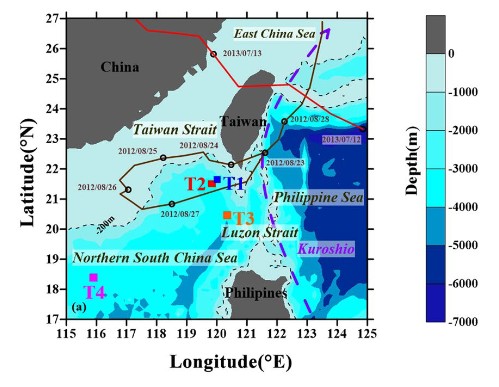 27
26
25
24
23
22
21
20
19
18
17
Latitude(°N)
East China Sea
2013/07/13
China
Taiwan
2012/08/28
Taiwan Strait
2012/08/24
2012/08/25
2013/07/12
2012/08/23
T2
T1
2012/08/26
Philippine Sea
2012/08/27
T3
-200m
Luzon Strait
Kuroshio
Northern South China Sea
T4
(a)
Philipines
115 116 117 118 119 120 121 122 123 124 125
Longitude(°E)
0
-1000
-2000
-3000
-4000
-5000
-6000
-7000
Depth(m)